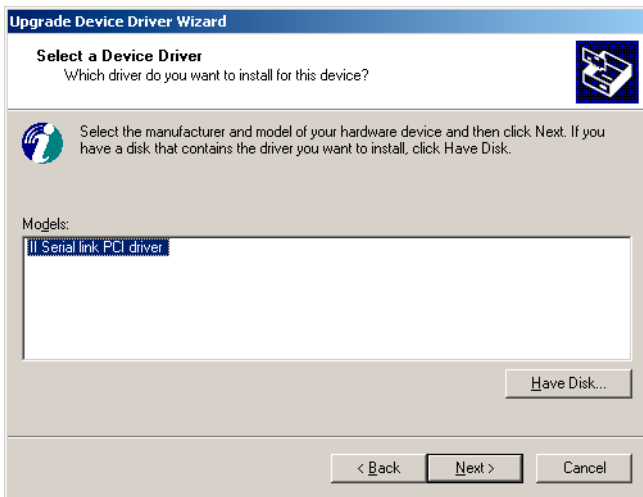 Upgrade Device Driver Wizard
Select a Device Driver
Which driver do you want to install for this device?
Select the manufacturer and model of your hardware device and then click Next. If you
have a disk that contains the driver you want to install, click Have Disk.
Models:
II Serial link PCI driver
Have Disk...
< Back
Next >
Cancel